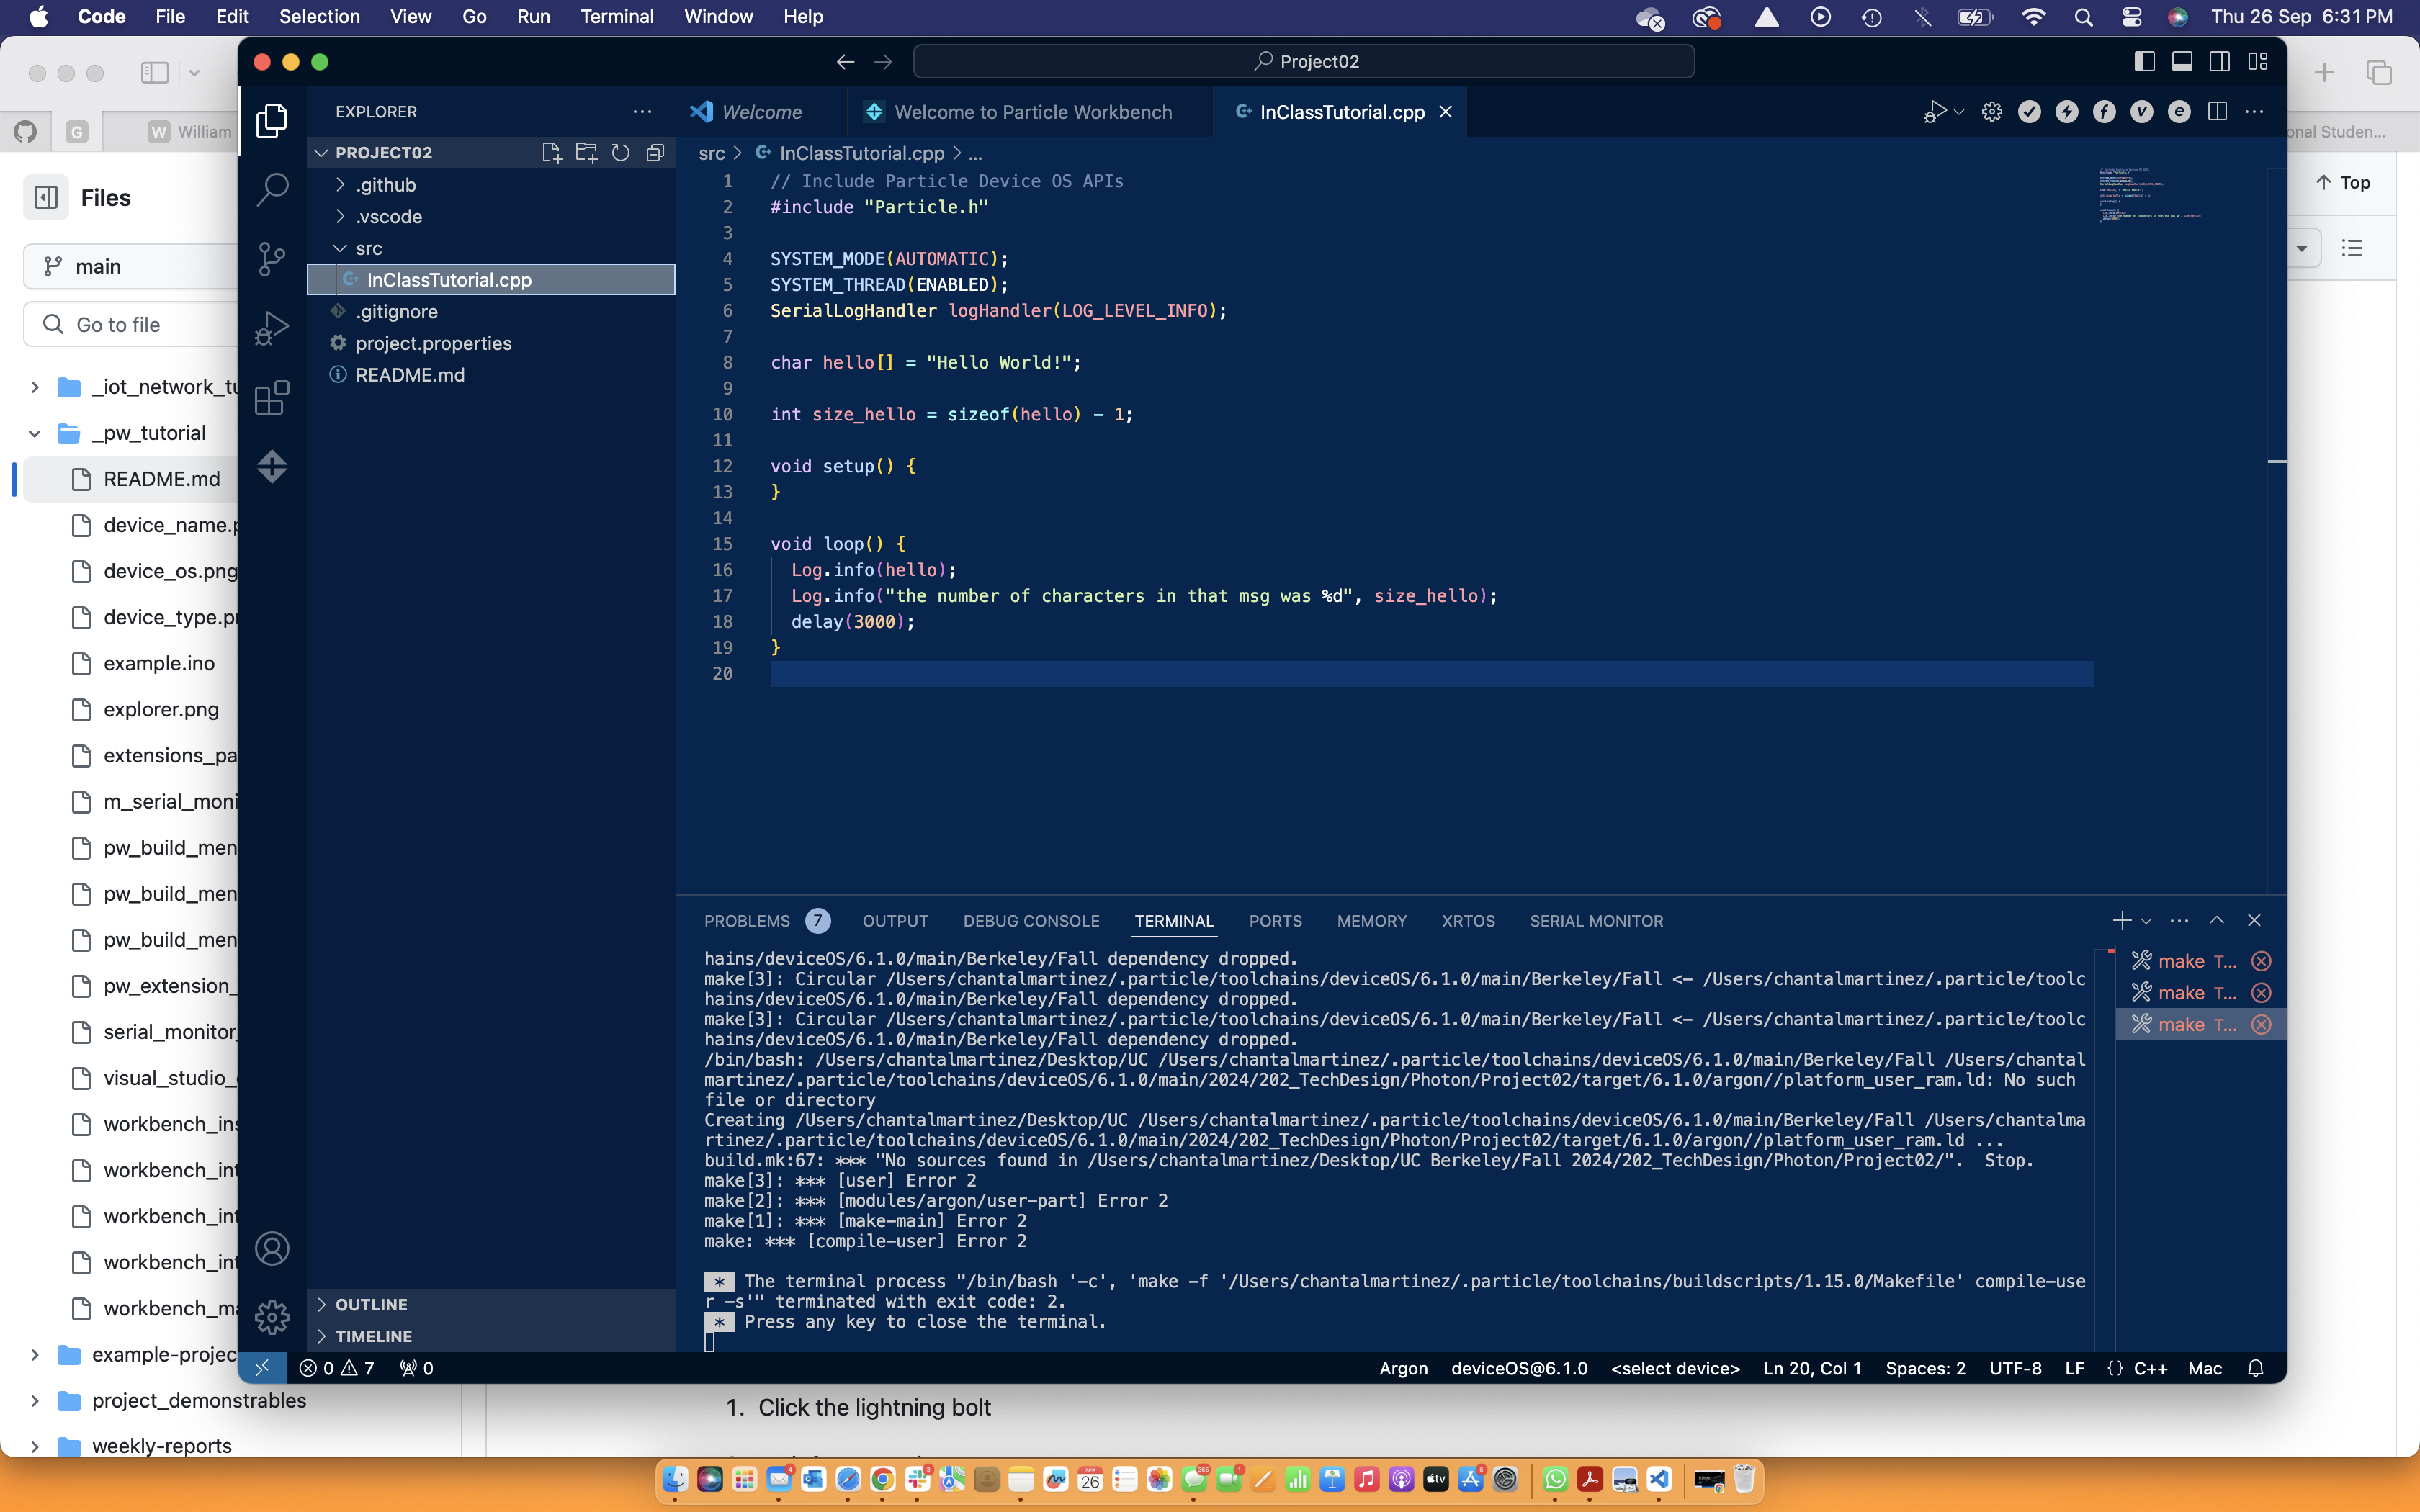 Code File Edit Selection View Go Run Terminal Window Help
Thu 26 Sep 6:31 PM
Project02
G
W William
onal Studen...
Files
main
Go to file
_iot_network_tu
_pw_tutorial
README.md
device_name.p
device_os.png
device_type.p
example.ino
explorer.png
extensions_pa
m_serial_moni
pw_build_men
pw_build_men
pw_build_men
pw_extension_
serial_monitor_
visual_studio_
workbench_ins
workbench_int
workbench_int
workbench_int
workbench_ma
example-projec
project_demonstrables
weekly-reports
Top
EXPLORER
PROJECT02
.github
.vscode
src
InClassTutorial.cpp
.gitignore
project.properties
README.md
OUTLINE
TIMELINE
Welcome
Welcome to Particle Workbench
InClassTutorial.cpp
src > InClassTutorial.cpp > ...
1 // Include Particle Device OS APIs
2 #include "Particle.h"
3
4 SYSTEM_MODE(AUTOMATIC);
5 SYSTEM_THREAD(ENABLED);
6 SerialLogHandler logHandler(LOG_LEVEL_INFO);
7
8 char hello[] = "Hello World!";
9
10 int size_hello = sizeof(hello) - 1;
11
12 void setup() {
13 }
14
15 void loop() {
16 Log.info(hello);
17 Log.info("the number of characters in that msg was %d", size_hello);
18 delay(3000);
19 }
20
PROBLEMS 7 OUTPUT DEBUG CONSOLE TERMINAL PORTS MEMORY XRTOS SERIAL MONITOR
hains/deviceOS/6.1.0/main/Berkeley/Fall dependency dropped.
make[3]: Circular /Users/chantalmartinez/.particle/toolchains/deviceOS/6.1.0/main/Berkeley/Fall <- /Users/chantalmartinez/.particle/toolc
hains/deviceOS/6.1.0/main/Berkeley/Fall dependency dropped.
make[3]: Circular /Users/chantalmartinez/.particle/toolchains/deviceOS/6.1.0/main/Berkeley/Fall <- /Users/chantalmartinez/.particle/toolc
hains/deviceOS/6.1.0/main/Berkeley/Fall dependency dropped.
/bin/bash: /Users/chantalmartinez/Desktop/UC /Users/chantalmartinez/.particle/toolchains/deviceOS/6.1.0/main/Berkeley/Fall /Users/chantal
martinez/.particle/toolchains/deviceOS/6.1.0/main/2024/202_TechDesign/Photon/Project02/target/6.1.0/argon//platform_user_ram.ld: No such
file or directory
Creating /Users/chantalmartinez/Desktop/UC /Users/chantalmartinez/.particle/toolchains/deviceOS/6.1.0/main/Berkeley/Fall /Users/chantalma
rtinez/.particle/toolchains/deviceOS/6.1.0/main/2024/202_TechDesign/Photon/Project02/target/6.1.0/argon//platform_user_ram.ld ...
build.mk:67: *** "No sources found in /Users/chantalmartinez/Desktop/UC Berkeley/Fall 2024/202_TechDesign/Photon/Project02/".  Stop.
make[3]: *** [user] Error 2
make[2]: *** [modules/argon/user-part] Error 2
make[1]: *** [make-main] Error 2
make: *** [compile-user] Error 2
* The terminal process "/bin/bash '-c', 'make -f '/Users/chantalmartinez/.particle/toolchains/buildscripts/1.15.0/Makefile' compile-use
r -s'" terminated with exit code: 2.
* Press any key to close the terminal.
make T...
make T...
make T...
0 7 0
Argon deviceOS@6.1.0 <select device> Ln 20, Col 1 Spaces: 2 UTF-8 LF {} C++ Mac
1. Click the lightning bolt